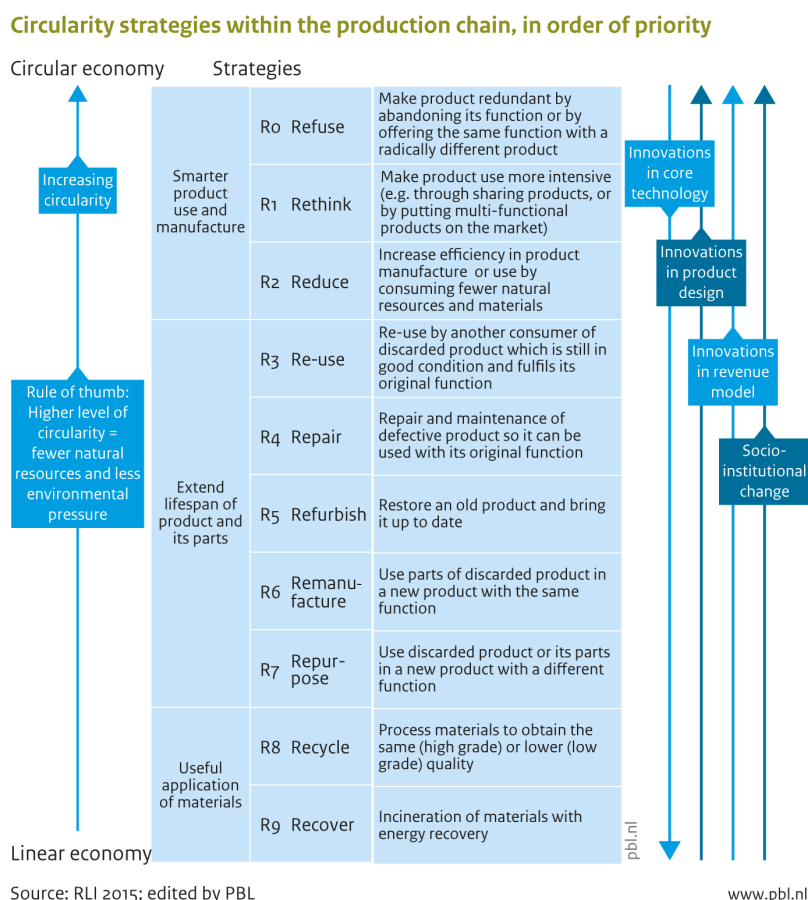 Circularity strategies within the production chain, in order of priority
Circular economy
Strategies
Increasing
circularity
Rule of thumb:
Higher level of
circularity =
fewer natural
resources and less
environmental
pressure
Linear economy
Smarter
product
use and
manufacture
R0 Refuse
Make product redundant by
abandoning its function or by
offering the same function with a
radically different product
R1 Rethink
Make product use more intensive
(e.g. through sharing products, or
by putting multi-functional
products on the market)
R2 Reduce
Increase efficiency in product
manufacture or use by
consuming fewer natural
resources and materials
Extend
lifespan of
product and
its parts
R3 Re-use
Re-use by another consumer of
discarded product which is still in
good condition and fulfils its
original function
R4 Repair
Repair and maintenance of
defective product so it can be
used with its original function
R5 Refurbish
Restore an old product and bring
it up to date
R6 Remanu-
facture
Use parts of discarded product in
a new product with the same
function
R7 Repur-
pose
Use discarded product or its parts
in a new product with a different
function
Useful
application
of materials
R8 Recycle
Process materials to obtain the
same (high grade) or lower (low
grade) quality
R9 Recover
Incineration of materials with
energy recovery
Innovations
in core
technology
Innovations
in product
design
Innovations
in revenue
model
Socio-
institutional
change
pbl.nl
Source: RLI 2015; edited by PBL
www.pbl.nl